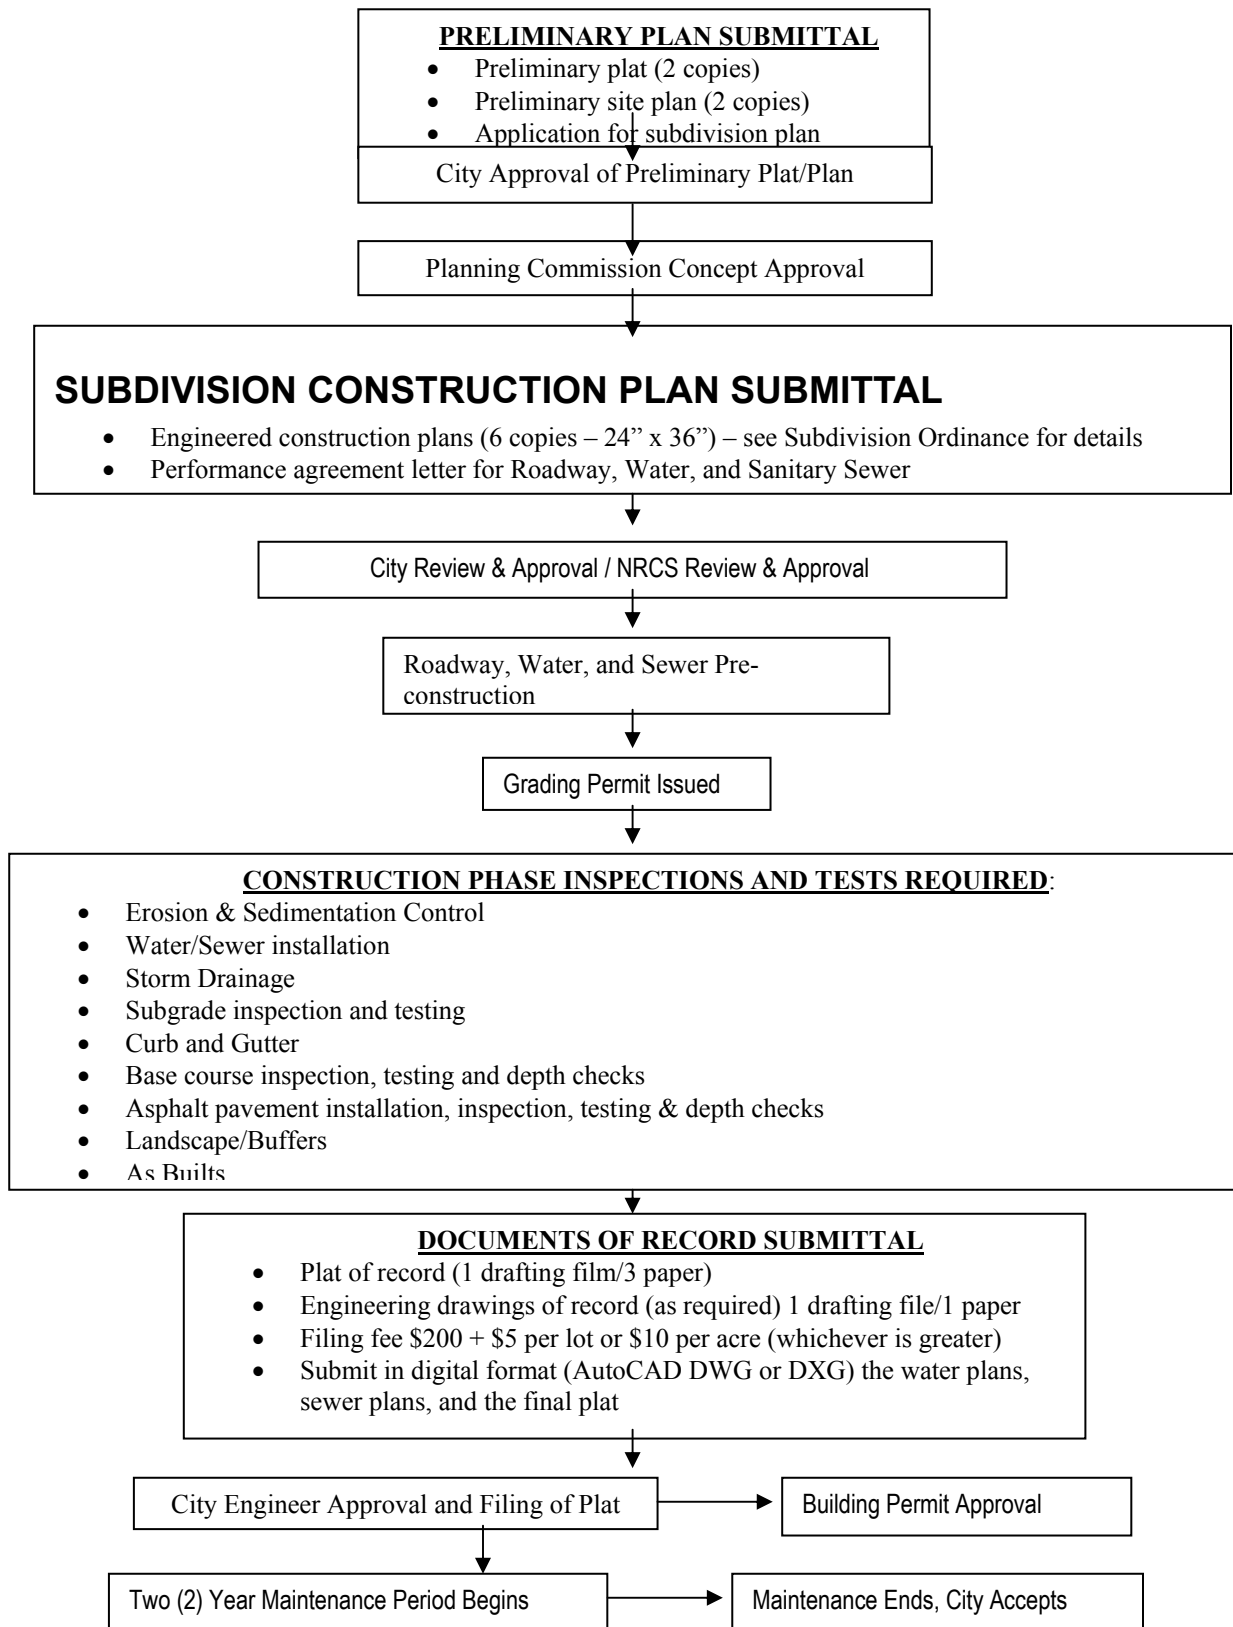 PRELIMINARY PLAN SUBMITTAL
• Preliminary plat (2 copies)
• Preliminary site plan (2 copies)
• Application for subdivision plan
City Approval of Preliminary Plat/Plan
Planning Commission Concept Approval
SUBDIVISION CONSTRUCTION PLAN SUBMITTAL
• Engineered construction plans (6 copies – 24” x 36”) – see Subdivision Ordinance for details
• Performance agreement letter for Roadway, Water, and Sanitary Sewer
City Review & Approval / NRCS Review & Approval
Roadway, Water, and Sewer Pre-
construction
Grading Permit Issued
CONSTRUCTION PHASE INSPECTIONS AND TESTS REQUIRED:
• Erosion & Sedimentation Control
• Water/Sewer installation
• Storm Drainage
• Subgrade inspection and testing
• Curb and Gutter
• Base course inspection, testing and depth checks
• Asphalt pavement installation, inspection, testing & depth checks
• Landscape/Buffers
• As Builts
DOCUMENTS OF RECORD SUBMITTAL
• Plat of record (1 drafting film/3 paper)
• Engineering drawings of record (as required) 1 drafting file/1 paper
• Filing fee $200 + $5 per lot or $10 per acre (whichever is greater)
• Submit in digital format (AutoCAD DWG or DXG) the water plans,
sewer plans, and the final plat
City Engineer Approval and Filing of Plat
Building Permit Approval
Two (2) Year Maintenance Period Begins
Maintenance Ends, City Accepts